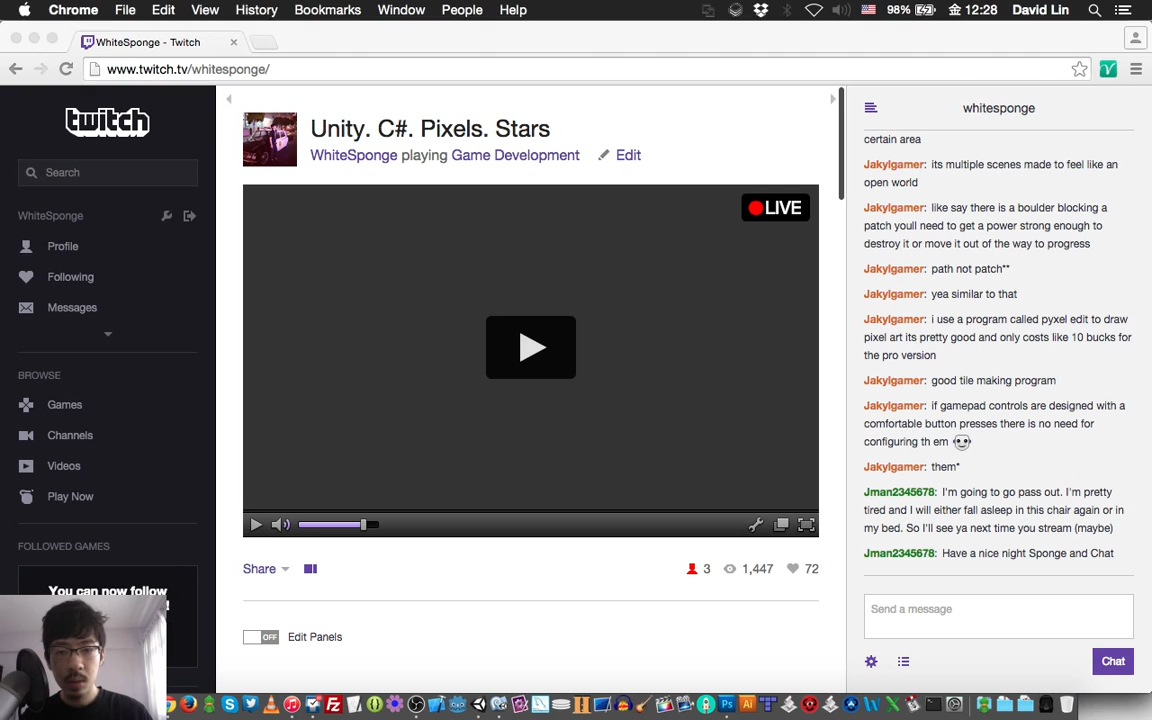 Chrome File Edit View History Bookmarks Window People Help 98% 金 12:28 David Lin
WhiteSponge - Twitch
www.twitch.tv/whitesponge/
twitch
Search
WhiteSponge
Profile
Following
Messages
BROWSE
Games
Channels
Videos
Play Now
FOLLOWED GAMES
You can now follow
!
Unity. C#. Pixels. Stars
WhiteSponge playing Game Development Edit
LIVE
Share 3 1,447 72
OFF Edit Panels
whitesponge
certain area
Jakylgamer: its multiple scenes made to feel like an
open world
Jakylgamer: like say there is a boulder blocking a
patch youll need to get a power strong enough to
destroy it or move it out of the way to progress
Jakylgamer: path not patch**
Jakylgamer: yea similar to that
Jakylgamer: i use a program called pyxel edit to draw
pixel art its pretty good and only costs like 10 bucks for
the pro version
Jakylgamer: good tile making program
Jakylgamer: if gamepad controls are designed with a
comfortable button presses there is no need for
configuring th em
Jakylgamer: them*
Jman2345678: I'm going to go pass out. I'm pretty
tired and I will either fall asleep in this chair again or in
my bed. So I'll see ya next time you stream (maybe)
Jman2345678: Have a nice night Sponge and Chat
Send a message
Chat